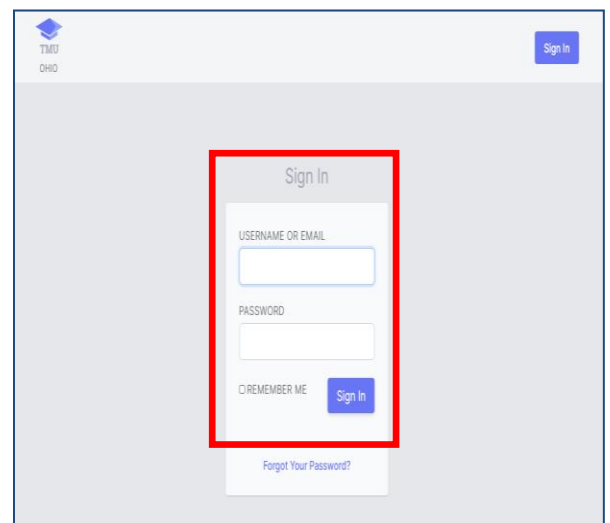 TMU
OHIO
Sign In
Sign In
USERNAME OR EMAIL
PASSWORD
REMEMBER ME
Sign In
Forgot Your Password?